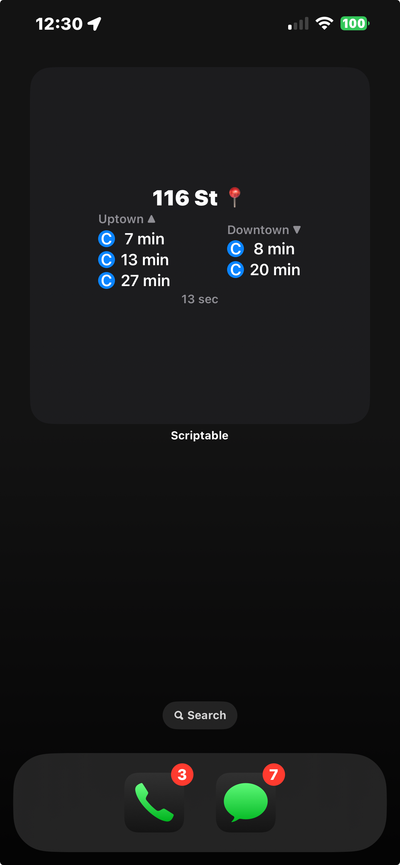 12:30
100
116 St 📍
Uptown ▲
C 7 min
C 13 min
C 27 min
Downtown ▼
C 8 min
C 20 min
13 sec
Scriptable
Search
3
7